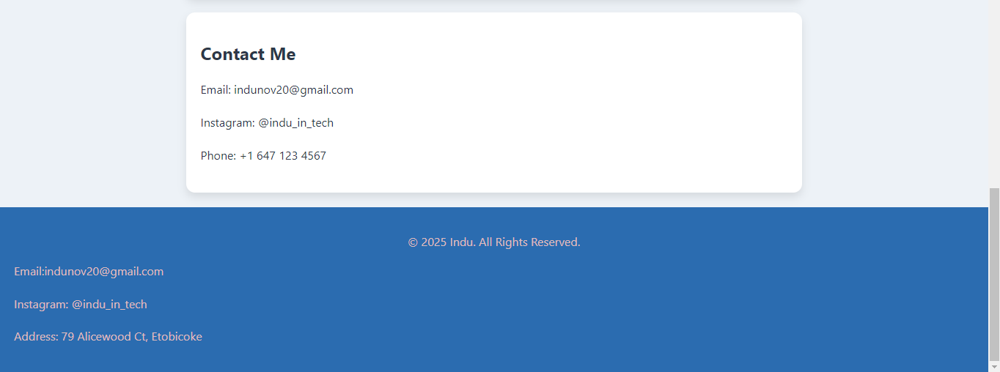 Contact Me
Email: indunov20@gmail.com
Instagram: @indu_in_tech
Phone: +1 647 123 4567
© 2025 Indu. All Rights Reserved.
Email:indunov20@gmail.com
Instagram: @indu_in_tech
Address: 79 Alicewood Ct, Etobicoke